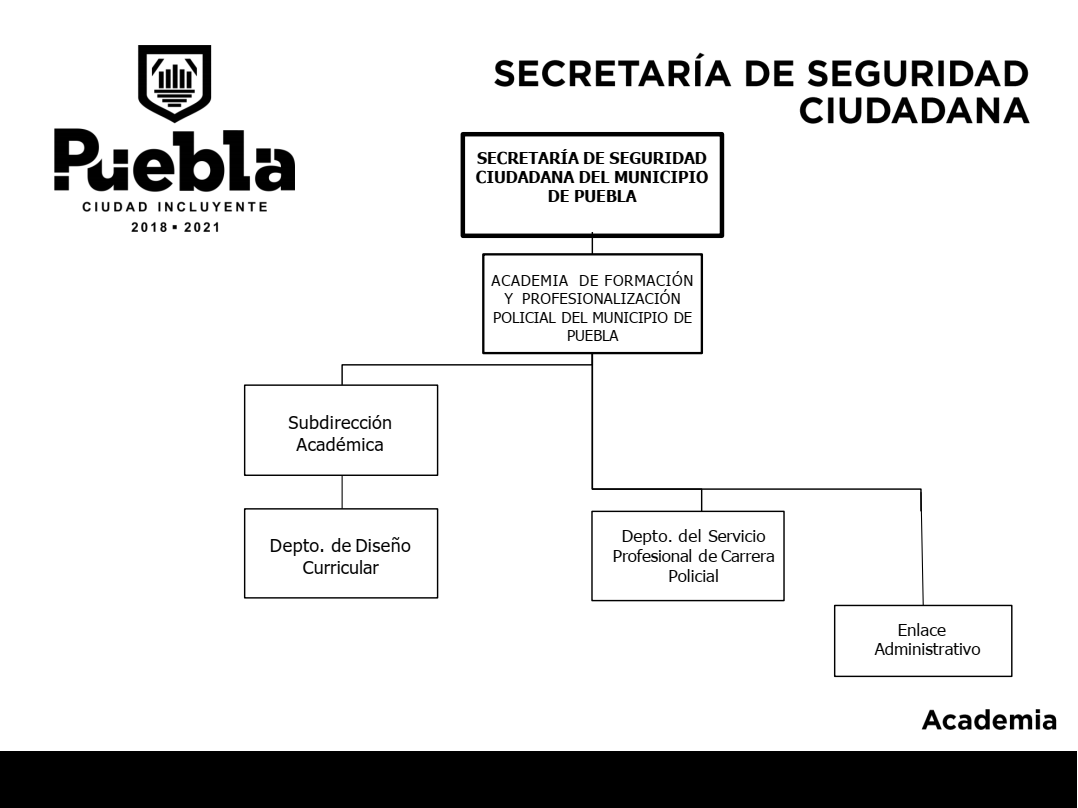 Puebla
CIUDAD INCLUYENTE
2018 ▪ 2021
SECRETARÍA DE SEGURIDAD
CIUDADANA
SECRETARÍA DE SEGURIDAD
CIUDADANA DEL MUNICIPIO
DE PUEBLA
ACADEMIA DE FORMACIÓN
Y PROFESIONALIZACIÓN
POLICIAL DEL MUNICIPIO DE
PUEBLA
Subdirección
Académica
Depto. de Diseño
Curricular
Depto. del Servicio
Profesional de Carrera
Policial
Enlace
Administrativo
Academia